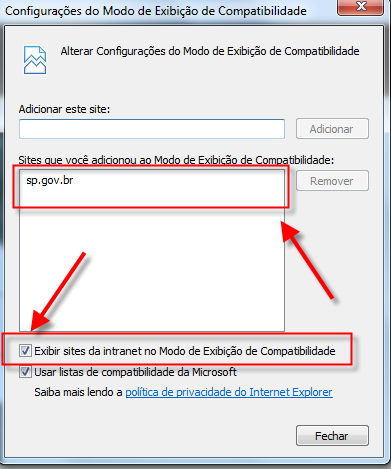 Configurações do Modo de Exibição de Compatibilidade
Alterar Configurações do Modo de Exibição de Compatibilidade
Adicionar este site:
Adicionar
Sites que você adicionou ao Modo de Exibição de Compatibilidade:
sp.gov.br
Remover
Exibir sites da intranet no Modo de Exibição de Compatibilidade
Usar listas de compatibilidade da Microsoft
Saiba mais lendo a política de privacidade do Internet Explorer
Fechar